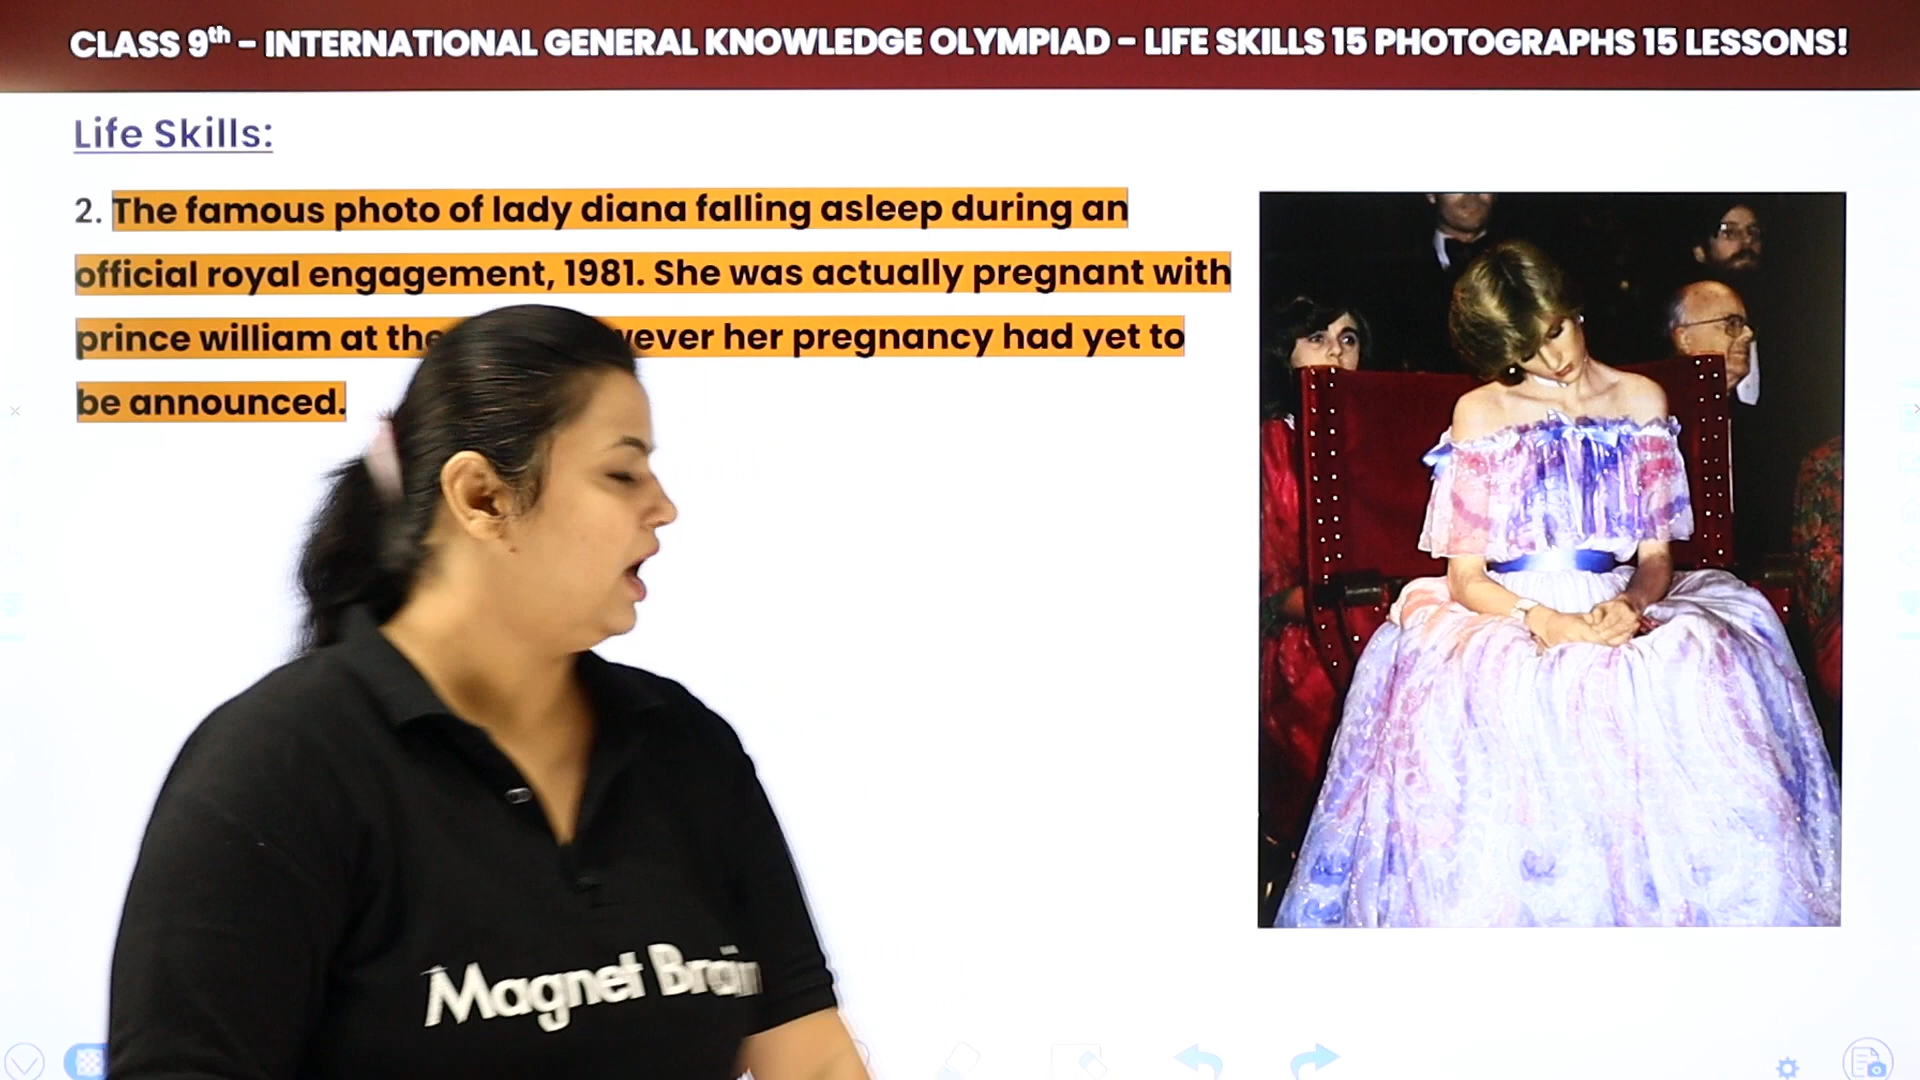 CLASS 9th - INTERNATIONAL GENERAL KNOWLEDGE OLYMPIAD - LIFE SKILLS 15 PHOTOGRAPHS 15 LESSONS!
Life Skills:
2. The famous photo of lady diana falling asleep during an
official royal engagement, 1981. She was actually pregnant with
prince william at the her pregnancy had yet to
be announced.
Magnet Brain